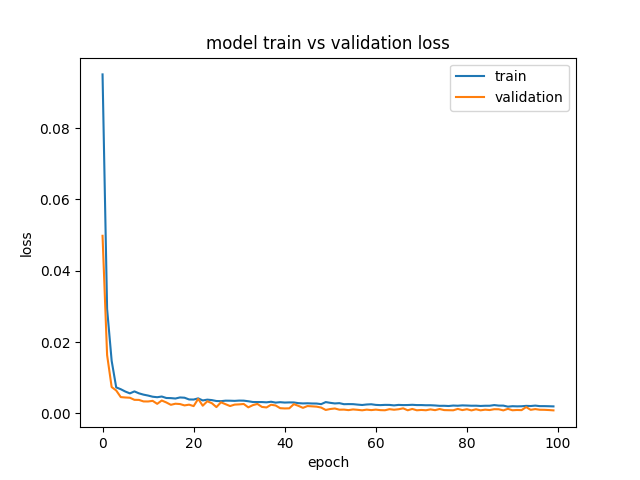 model train vs validation loss
train
validation
loss
0.08
0.06
0.04
0.02
0.00
0 20 40 60 80 100
epoch